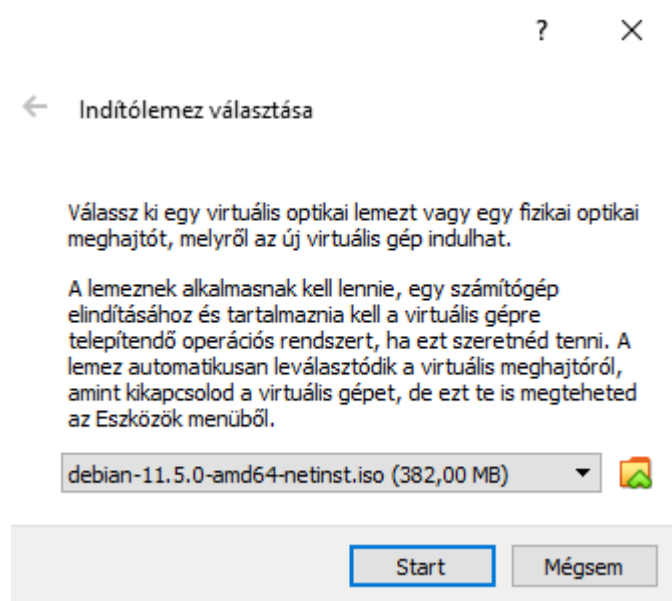 ?
Indítólemez választása
Válassz ki egy virtuális optikai lemezt vagy egy fizikai optikai
meghajtót, melyről az új virtuális gép indulhat.
A lemeznek alkalmasnak kell lennie, egy számítógép
elindításához és tartalmaznia kell a virtuális gépre
telepítendő operációs rendszert, ha ezt szeretnéd tenni. A
lemez automatikusan leválasztódik a virtuális meghajtóról,
amint kikapcsolod a virtuális gépet, de ezt te is megteheted
az Eszközök menüből.
debian-11.5.0-amd64-netinst.iso (382,00 MB)
Start Mégsem